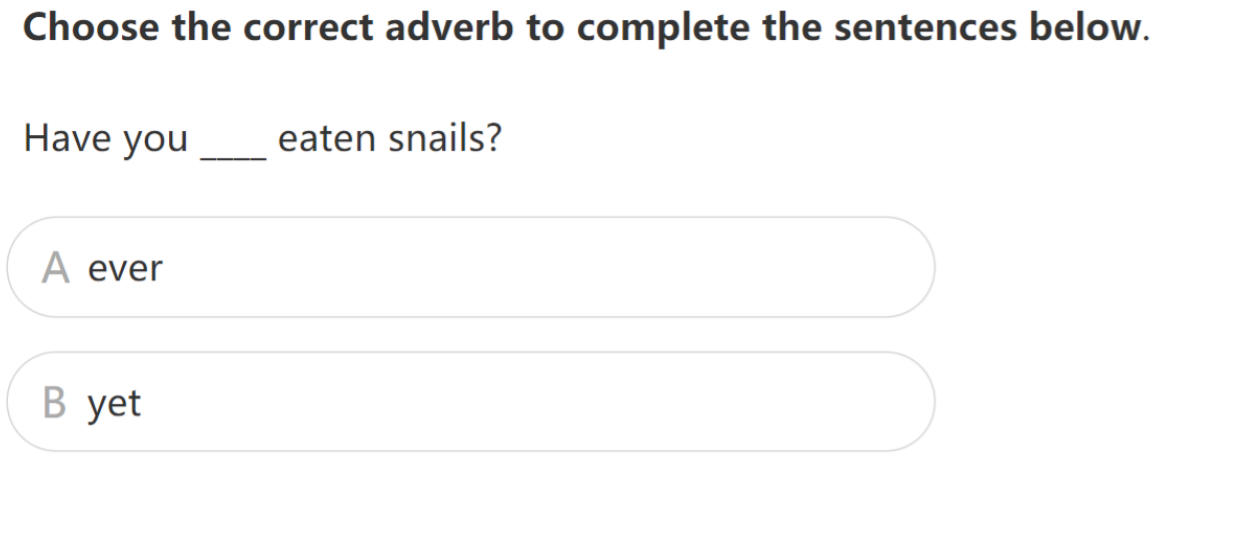 Choose the correct adverb to complete the sentences below.
Have you ____ eaten snails?
A ever
B yet